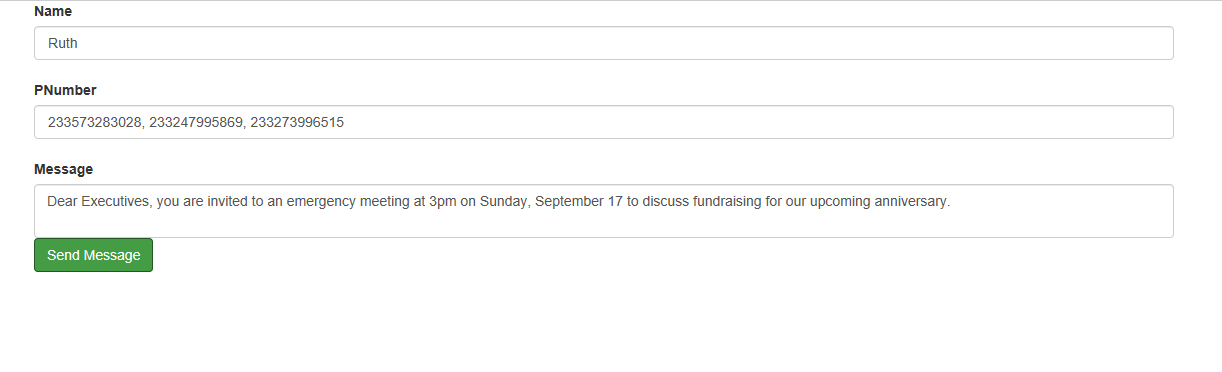 Name
Ruth
PNumber
233573283028, 233247995869, 233273996515
Message
Dear Executives, you are invited to an emergency meeting at 3pm on Sunday, September 17 to discuss fundraising for our upcoming anniversary.
Send Message